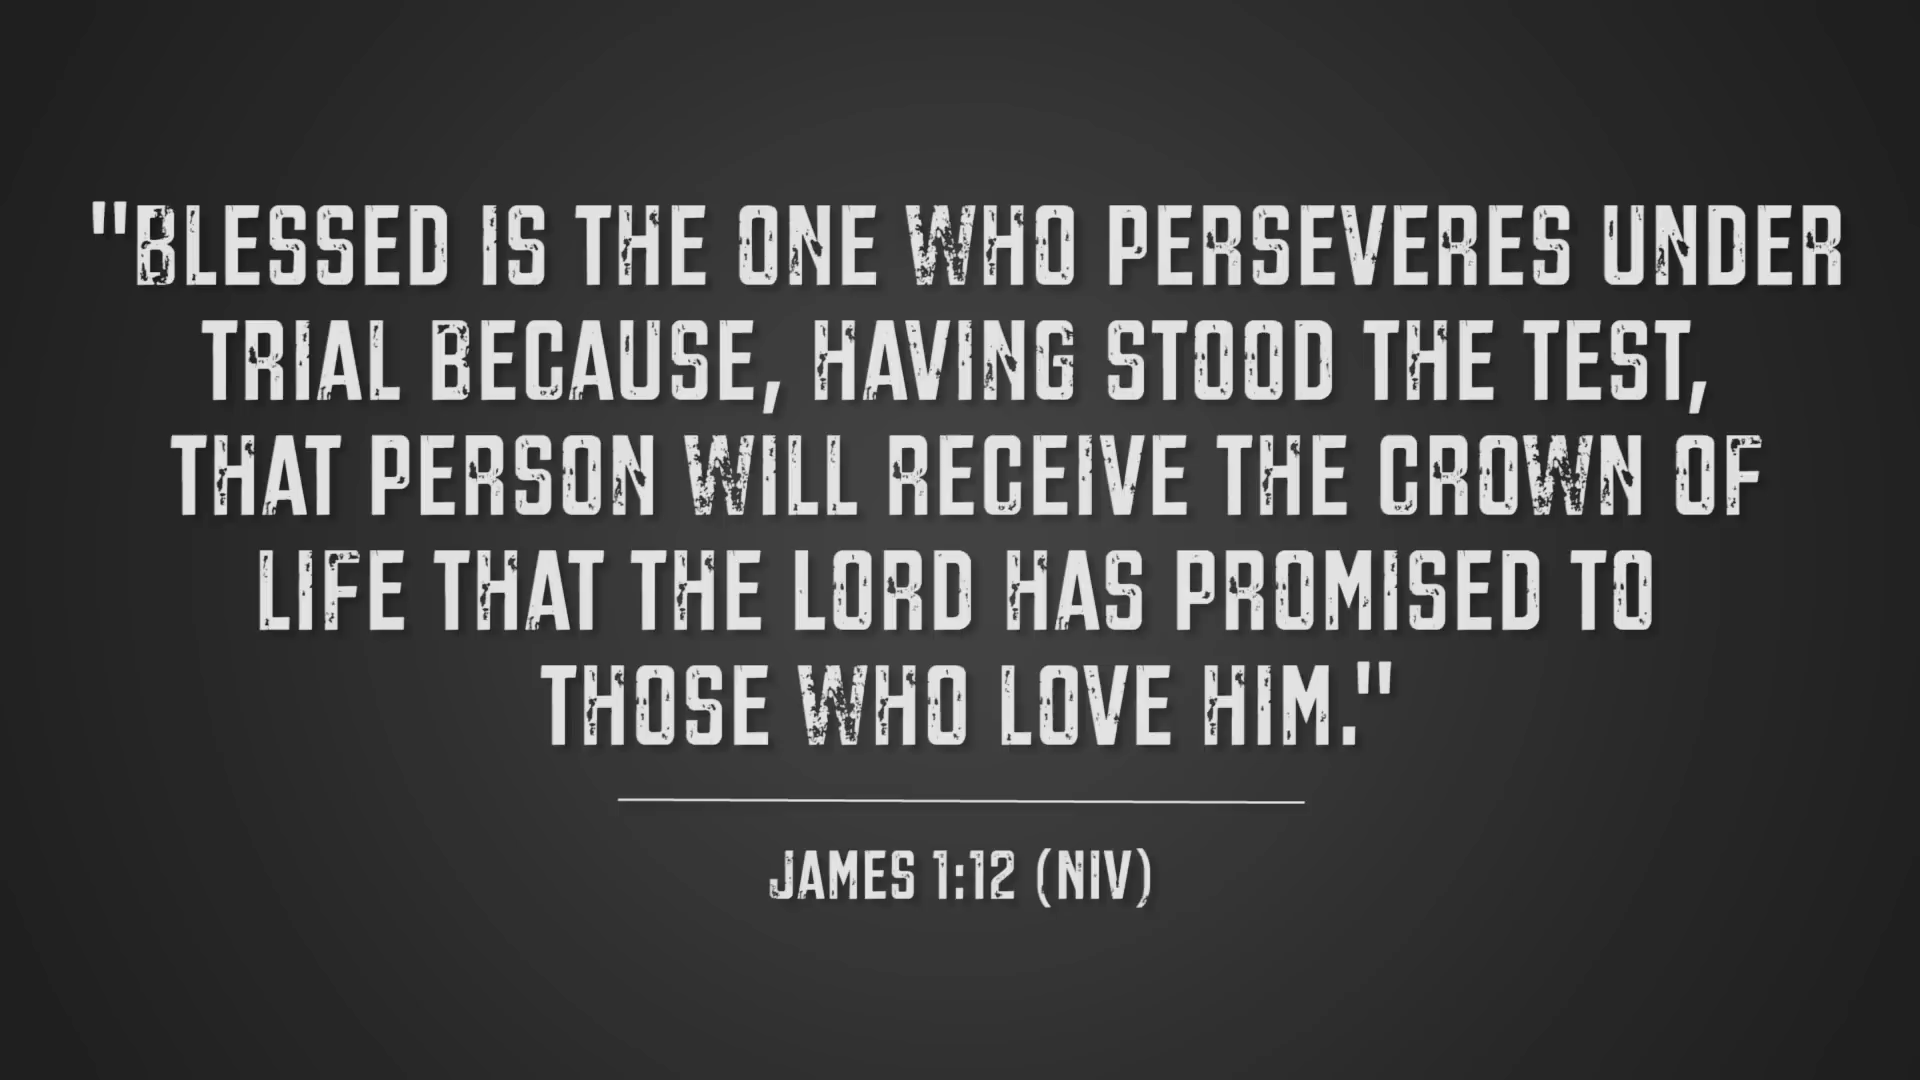 "BLESSED IS THE ONE WHO PERSEVERES UNDER
TRIAL BECAUSE, HAVING STOOD THE TEST,
THAT PERSON WILL RECEIVE THE CROWN OF
LIFE THAT THE LORD HAS PROMISED TO
THOSE WHO LOVE HIM."
JAMES 1:12 (NIV)